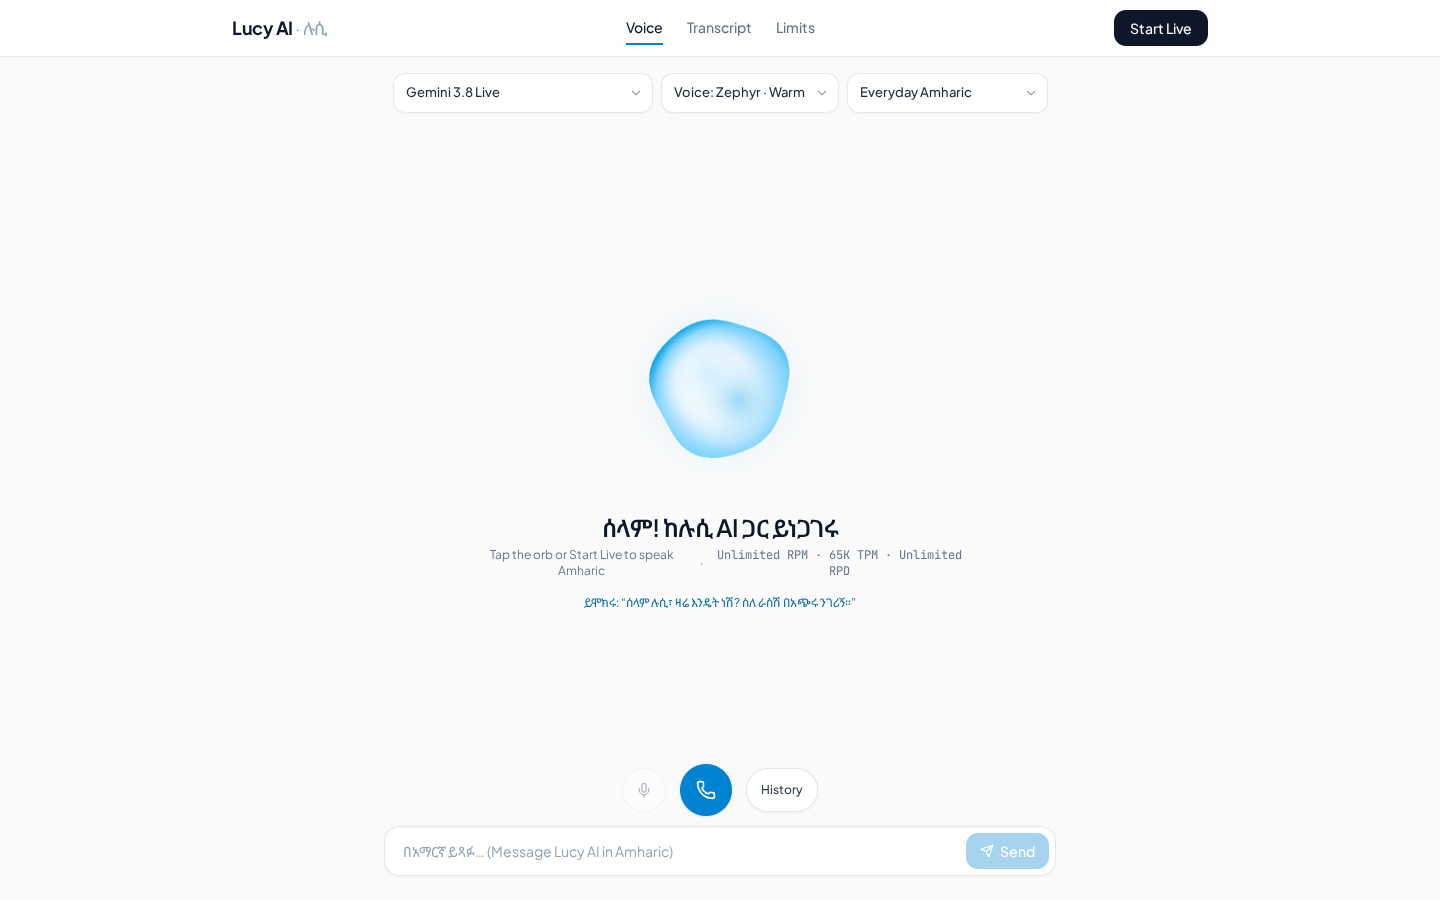 Lucy AI · ሉሲ
Voice
Transcript
Limits
Start Live
Gemini 3.8 Live
Voice: Zephyr · Warm
Everyday Amharic
ሰላም! ከሉሲ AI ጋር ይነጋገሩ
Tap the orb or Start Live to speak
Amharic
·
Unlimited RPM · 65K TPM · Unlimited
RPD
ይሞክሩ: “ሰላም ሉሲ፣ ዛሬ እንዴት ነሽ? ስለ ራስሽ በአጭሩ ንገሪኝ።”
History
በአማርኛ ይጻፉ… (Message Lucy AI in Amharic)
Send